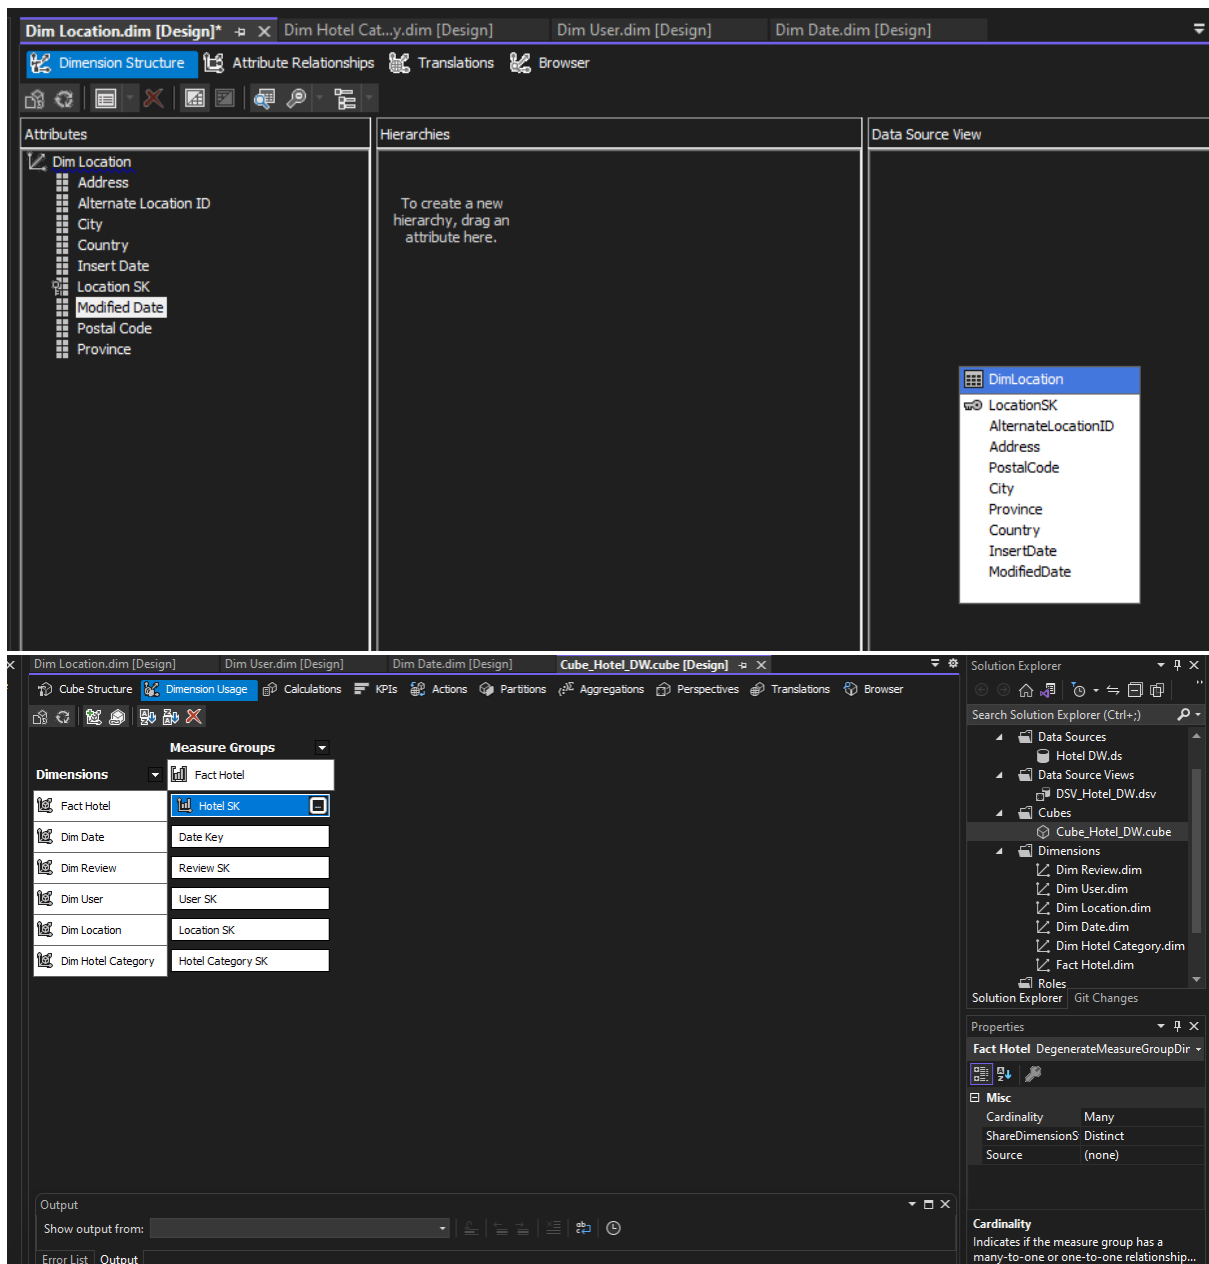 Dim Location.dim [Design]*
Dim Hotel Cat...y.dim [Design]
Dim User.dim [Design]
Dim Date.dim [Design]
Dimension Structure
Attribute Relationships
Translations
Browser
Attributes
Hierarchies
Data Source View
Dim Location
Address
Alternate Location ID
City
Country
Insert Date
Location SK
Modified Date
Postal Code
Province
To create a new
hierarchy, drag an
attribute here.
DimLocation
LocationSK
AlternateLocationID
Address
PostalCode
City
Province
Country
InsertDate
ModifiedDate
Dim Location.dim [Design]
Dim User.dim [Design]
Dim Date.dim [Design]
Cube_Hotel_DW.cube [Design]
Cube Structure
Dimension Usage
Calculations
KPIs
Actions
Partitions
Aggregations
Perspectives
Translations
Browser
Measure Groups
Dimensions
Fact Hotel
Fact Hotel
Hotel SK
Dim Date
Date Key
Dim Review
Review SK
Dim User
User SK
Dim Location
Location SK
Dim Hotel Category
Hotel Category SK
Output
Show output from:
Error List
Output
Solution Explorer
Search Solution Explorer (Ctrl+;)
Data Sources
Hotel DW.ds
Data Source Views
DSV_Hotel_DW.dsv
Cubes
Cube_Hotel_DW.cube
Dimensions
Dim Review.dim
Dim User.dim
Dim Location.dim
Dim Date.dim
Dim Hotel Category.dim
Fact Hotel.dim
Roles
Solution Explorer
Git Changes
Properties
Fact Hotel DegenerateMeasureGroupDir
Misc
Cardinality Many
ShareDimensionS Distinct
Source (none)
Cardinality
Indicates if the measure group has a
many-to-one or one-to-one relationship...